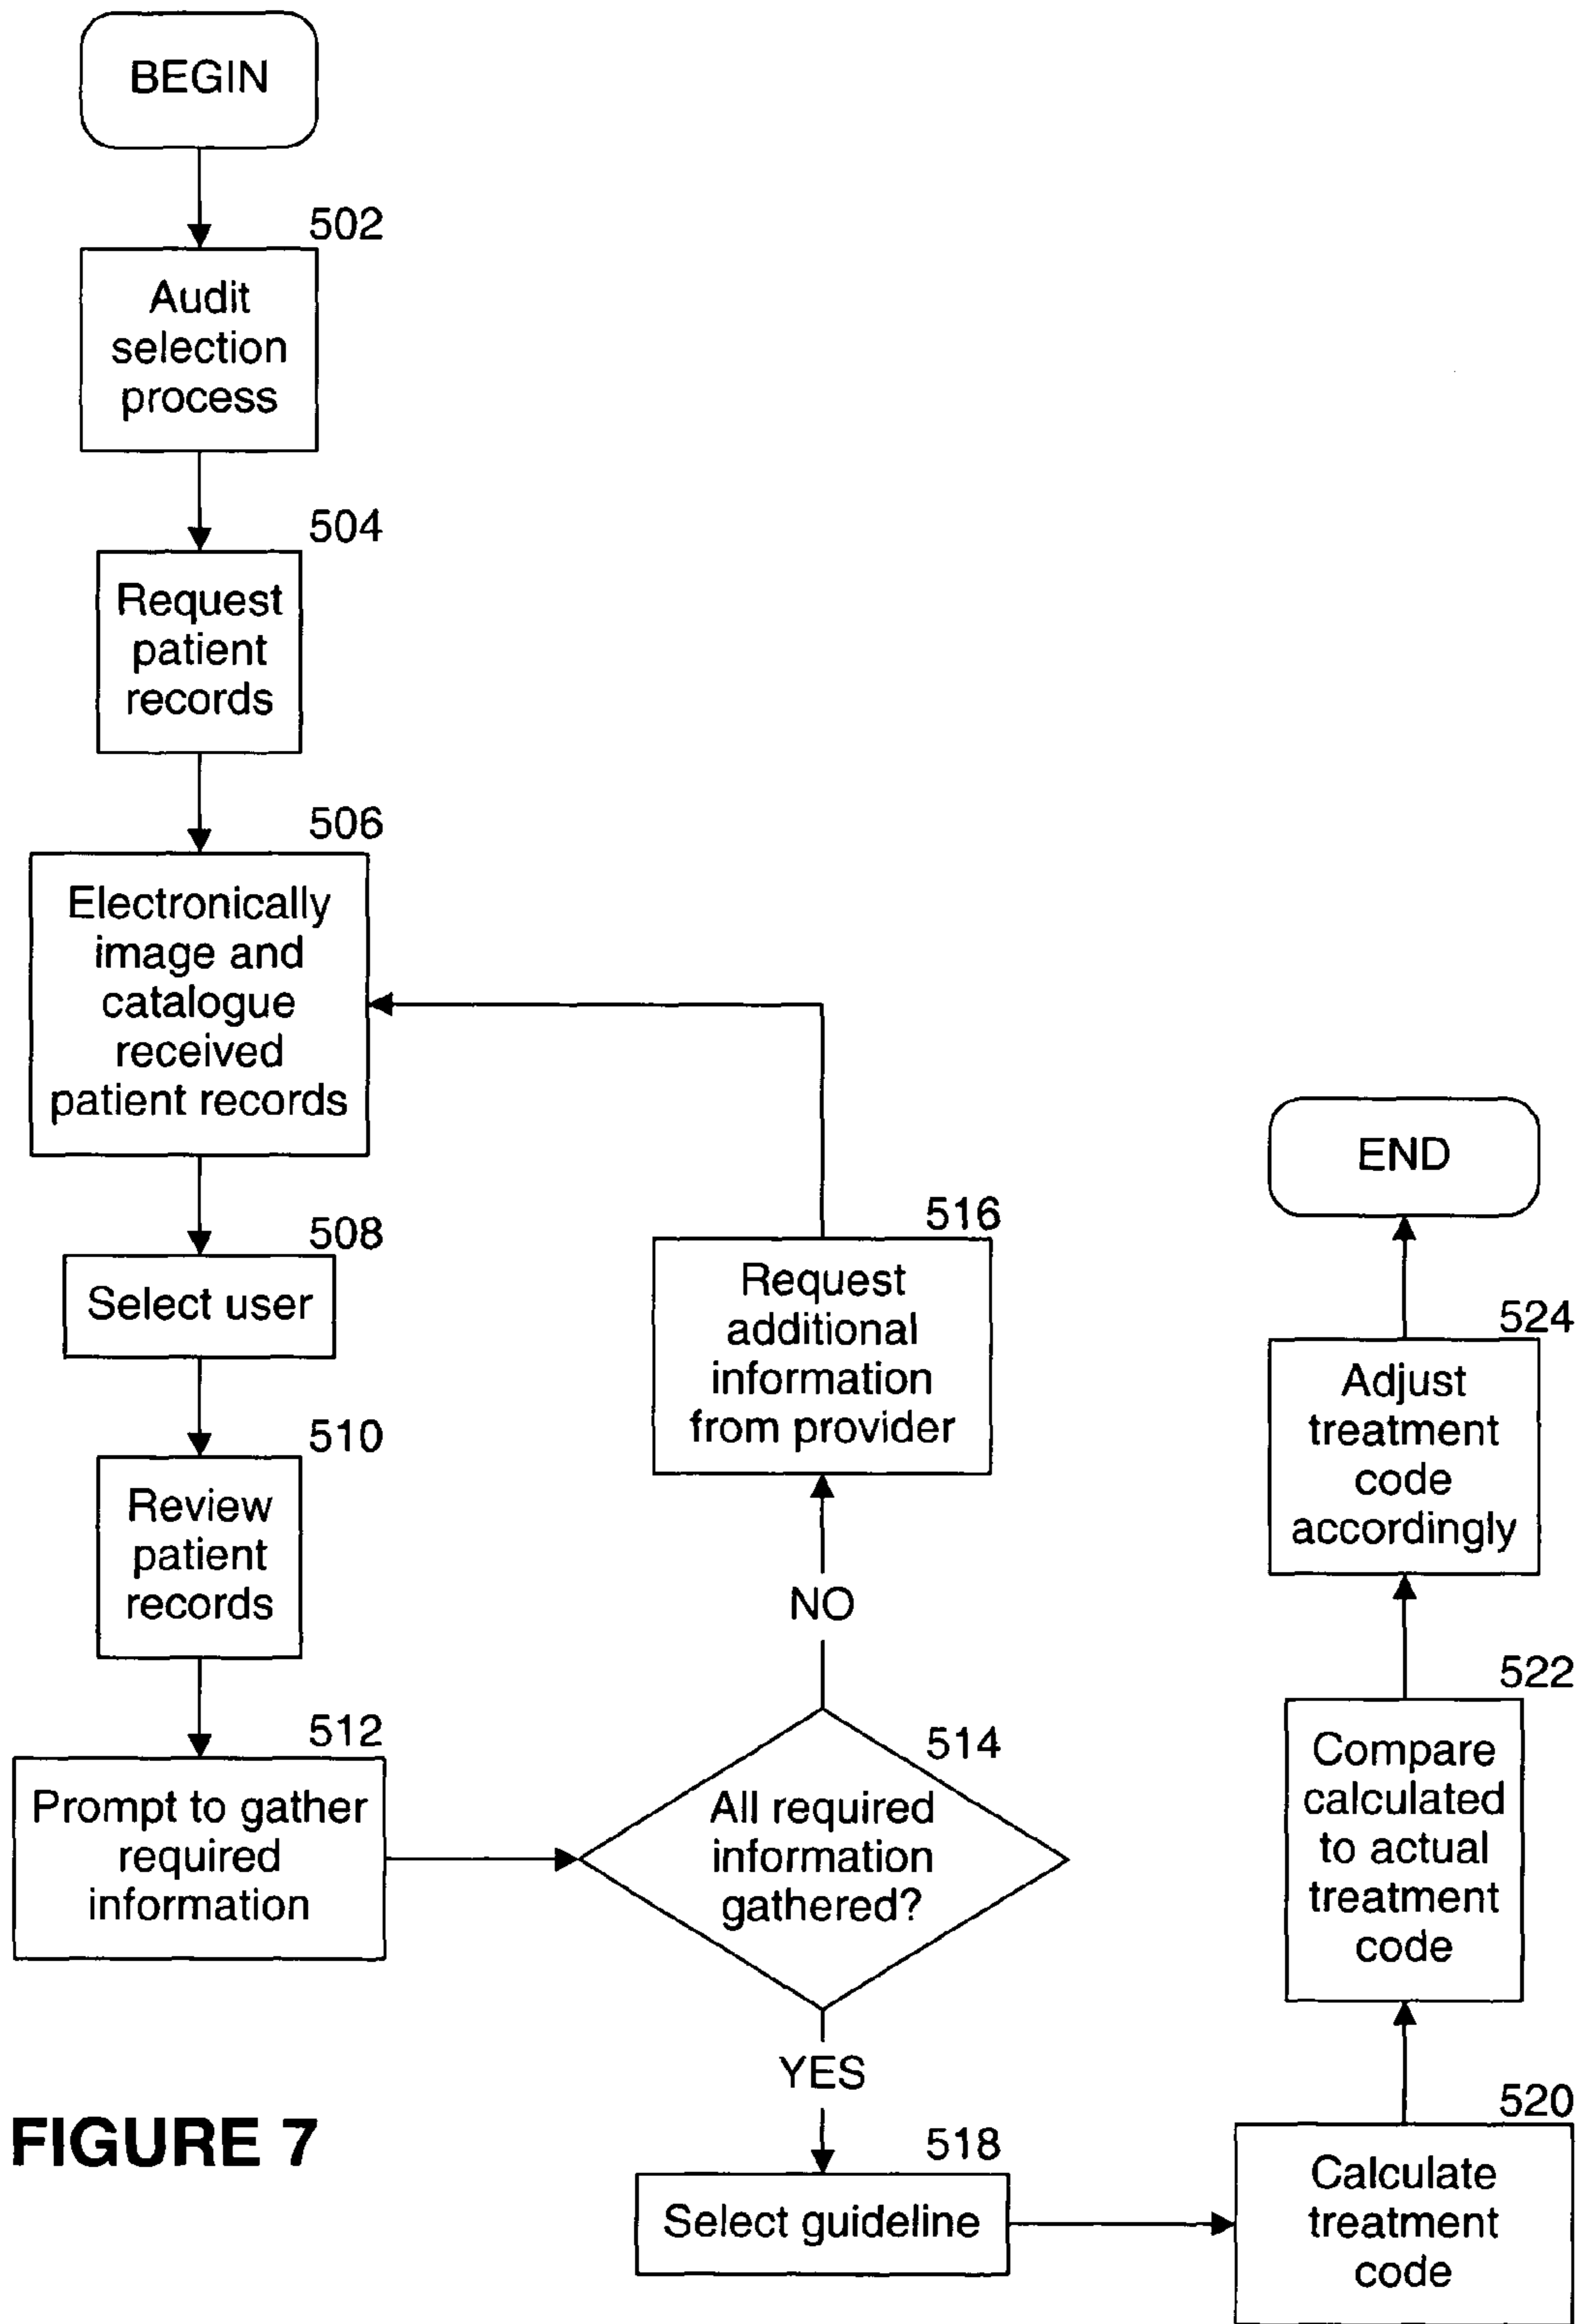 BEGIN
502
Audit
selection
process
504
Request
patient
records
506
Electronically
image and
catalogue
received
patient records
508
Select user
510
Review
patient
records
512
Prompt to gather
required
information
514
All required
information
gathered?
NO
516
Request
additional
information
from provider
YES
518
Select guideline
520
Calculate
treatment
code
522
Compare
calculated
to actual
treatment
code
524
Adjust
treatment
code
accordingly
END
FIGURE 7